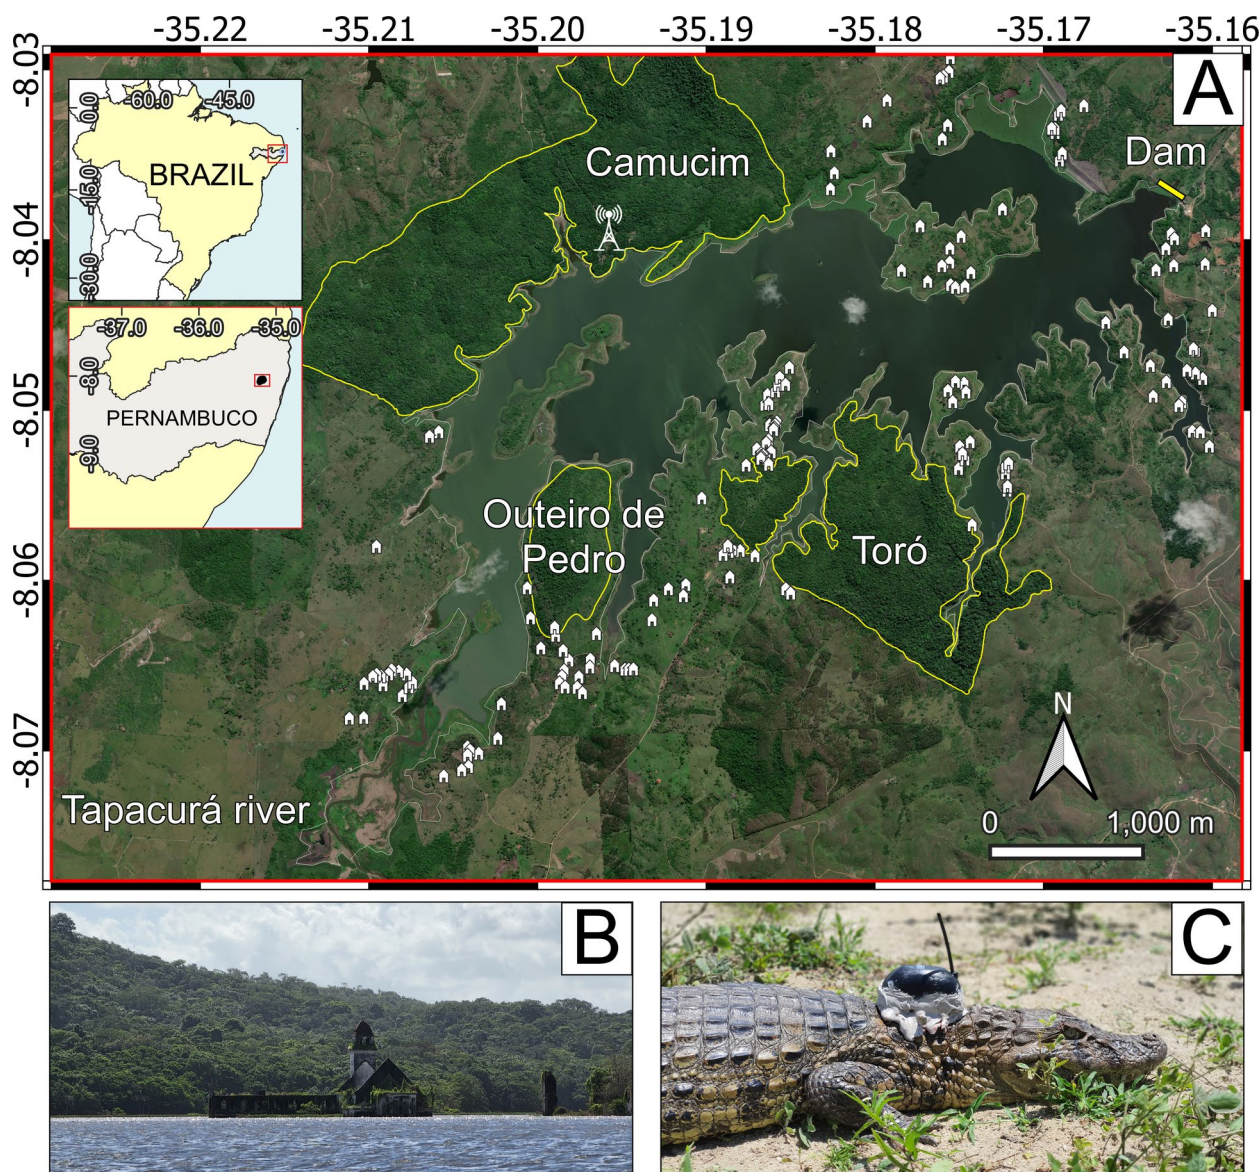 -35.22 -35.21 -35.20 -35.19 -35.18 -35.17 -35.16
-8.03
-8.04
-8.05
-8.06
-8.07
A
-60.0 -45.0
0.0
-15.0
-30.0
BRAZIL
-37.0 -36.0 -35.0
-8.0
-9.0
PERNAMBUCO
Camucim
Dam
Outeiro de
Pedro
Toró
Tapacurá river
N
0 1,000 m
B
C